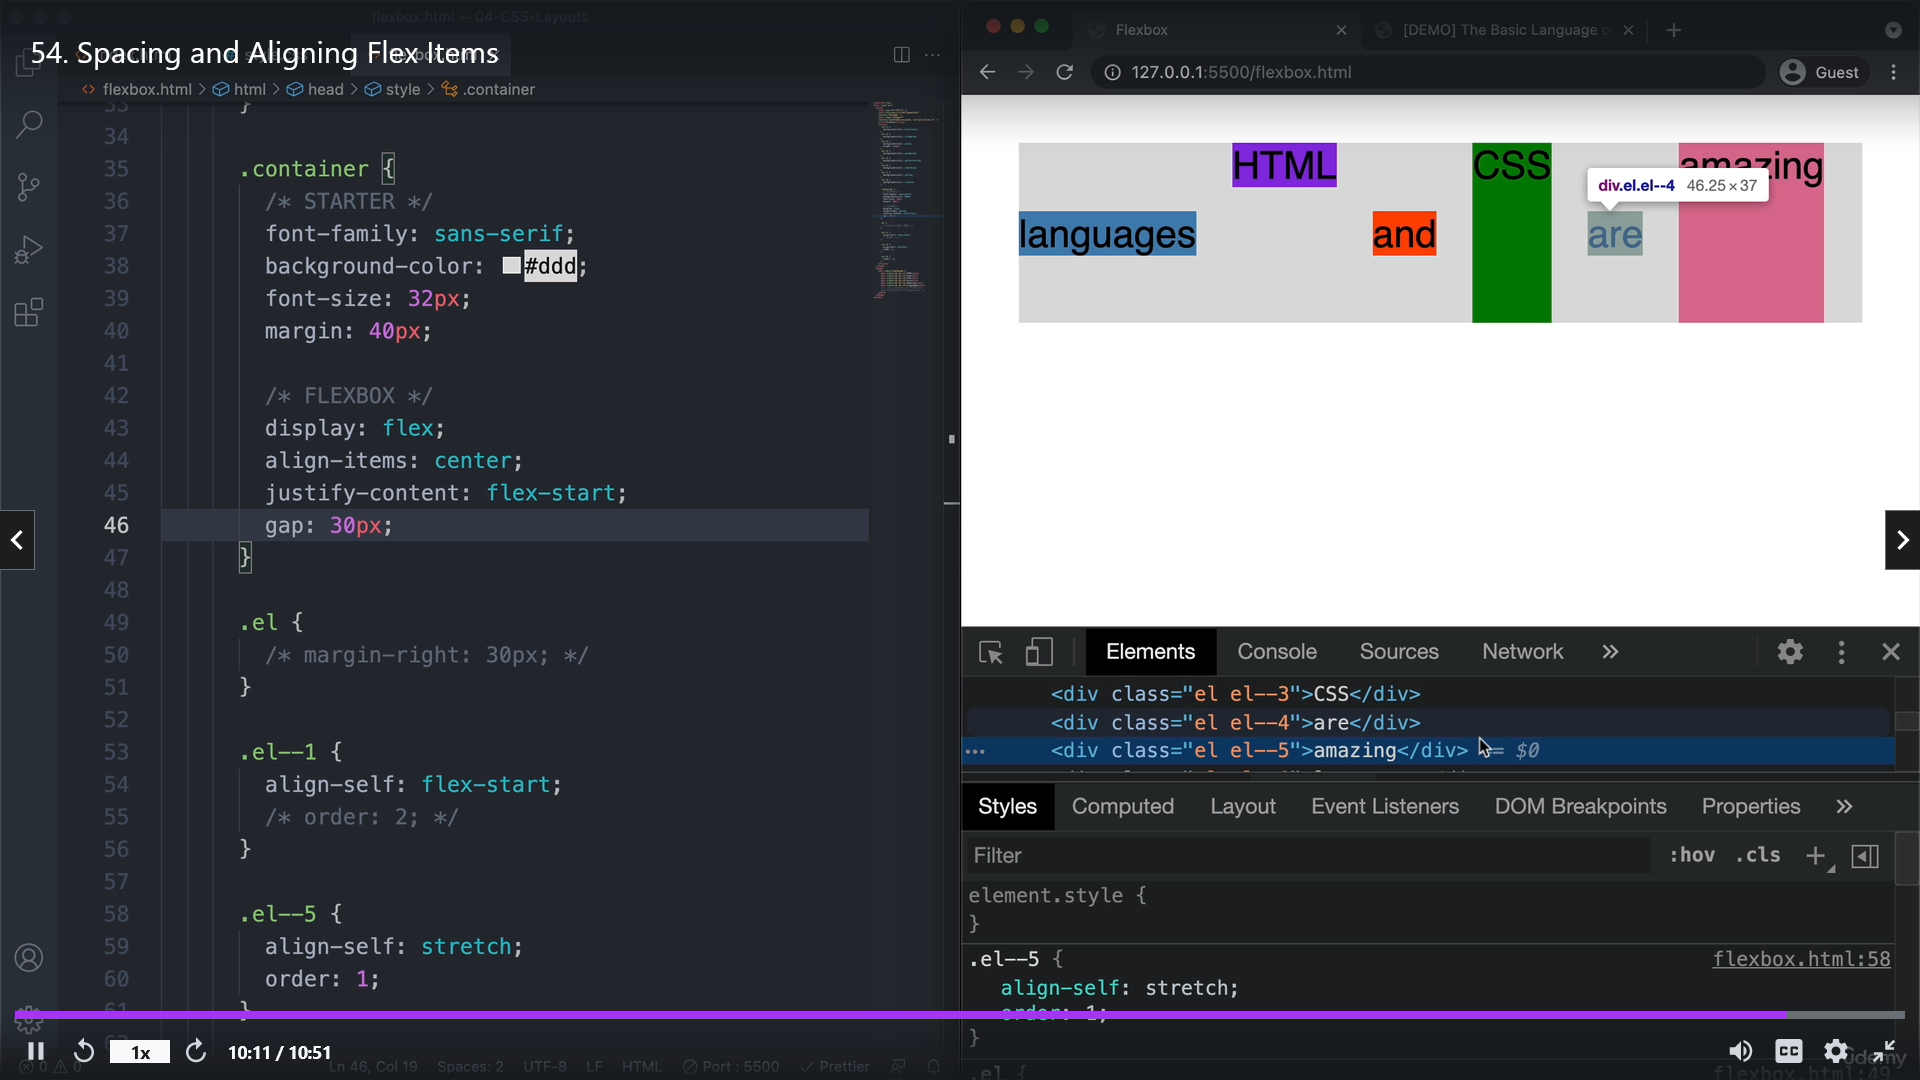 flexbox.html — 04-CSS-Layouts
54. Spacing and Aligning Flex Items
flexbox.html > html > head > style > .container
33 }
34
35 .container {
36 /* STARTER */
37 font-family: sans-serif;
38 background-color: #ddd;
39 font-size: 32px;
40 margin: 40px;
41
42 /* FLEXBOX */
43 display: flex;
44 align-items: center;
45 justify-content: flex-start;
46 gap: 30px;
47 }
48
49 .el {
50 /* margin-right: 30px; */
51 }
52
53 .el--1 {
54 align-self: flex-start;
55 /* order: 2; */
56 }
57
58 .el--5 {
59 align-self: stretch;
60 order: 1;
61 }
1x
10:11 / 10:51
Ln 46, Col 19 Spaces: 2 UTF-8 LF HTML Port : 5500 Prettier
Flexbox
[DEMO] The Basic Language o
127.0.0.1:5500/flexbox.html
Guest
HTML
CSS
amazing
div.el.el--4 46.25 × 37
languages
and
are
Elements Console Sources Network
<div class="el el--3">CSS</div>
<div class="el el--4">are</div>
<div class="el el--5">amazing</div> == $0
Styles Computed Layout Event Listeners DOM Breakpoints Properties
Filter
:hov .cls
element.style {
}
.el--5 {
flexbox.html:58
align-self: stretch;
order: 1;
}
.el {
flexbox.html:49
CC
ûdemy